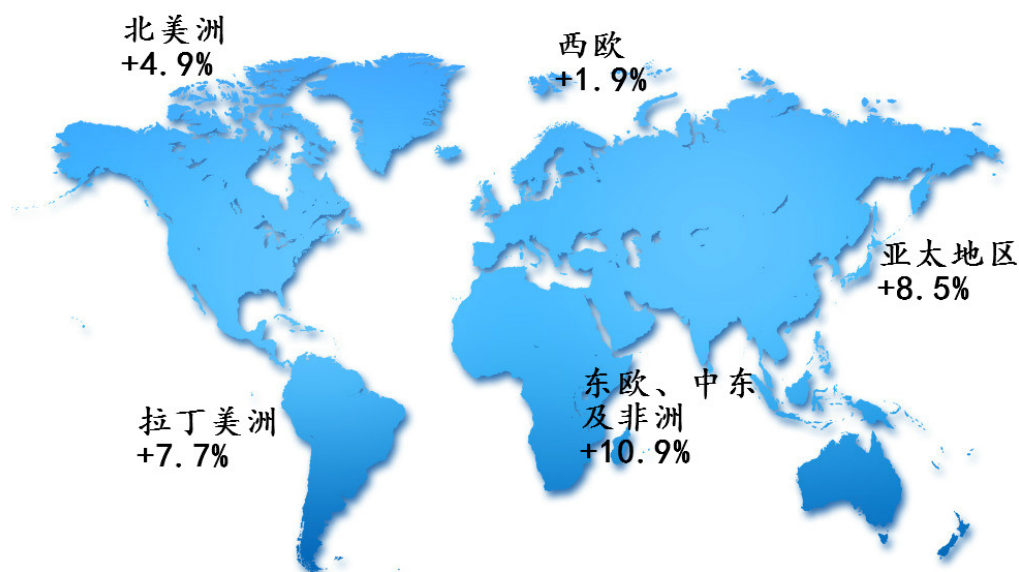 北美洲
+4.9%
西欧
+1.9%
亚太地区
+8.5%
东欧、中东
及非洲
+10.9%
拉丁美洲
+7.7%